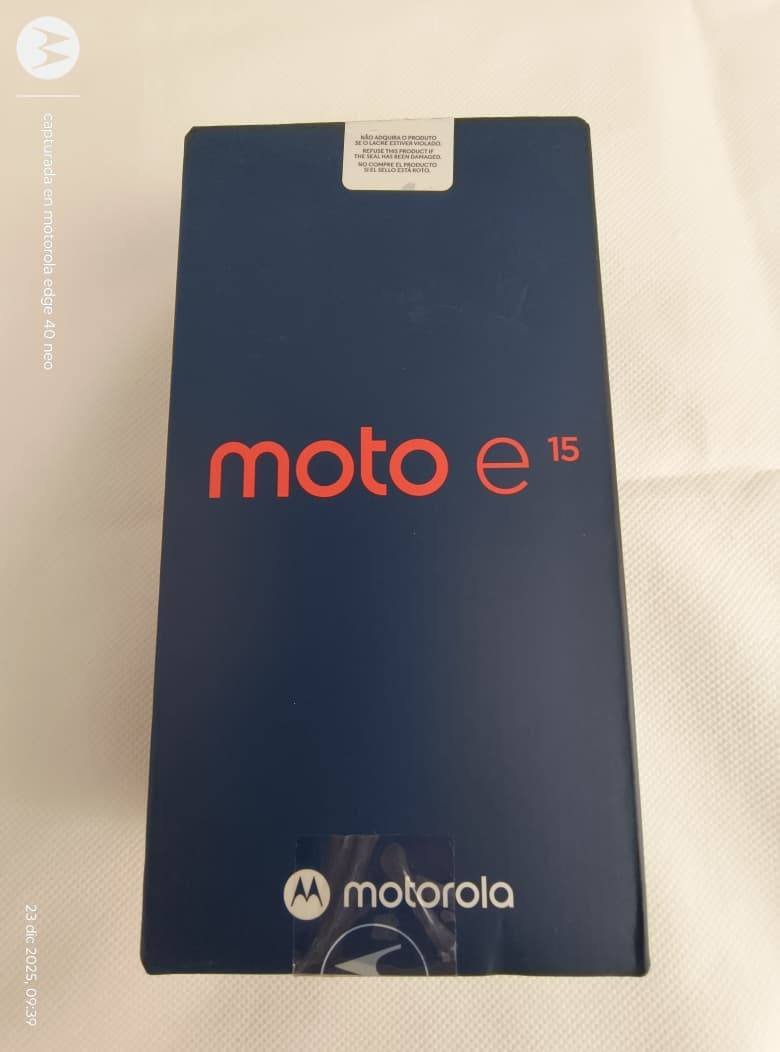 NÃO ADQUIRA O PRODUTO
SE O LACRE ESTIVER VIOLADO.
REFUSE THIS PRODUCT IF
THE SEAL HAS BEEN DAMAGED.
NO COMPRE EL PRODUCTO
SI EL SELLO ESTÁ ROTO.
moto e 15
motorola
capturada en motorola edge 40 neo
23 dic 2025, 09:39